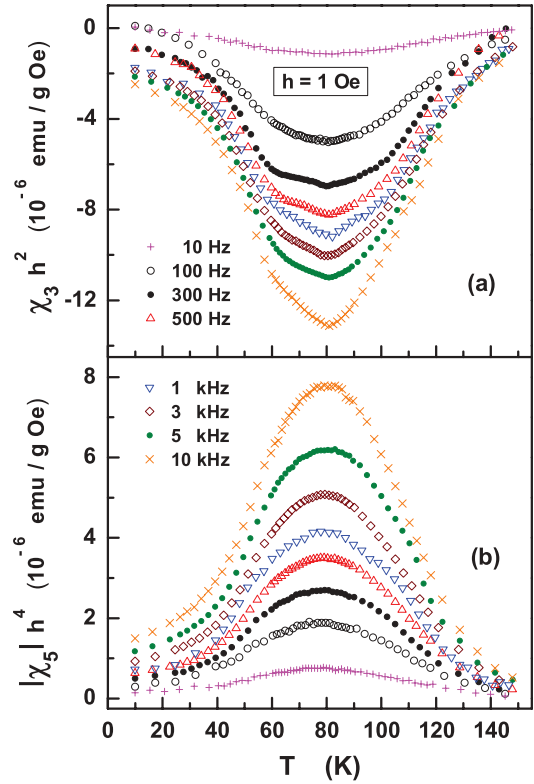 0
(a)
h = 1 Oe
-4
-8
-12
χ₃ h² (10⁻⁶ emu / g Oe)
10 Hz
100 Hz
300 Hz
500 Hz
8
1 kHz
3 kHz
5 kHz
10 kHz
6
4
2
0
(b)
|χ₅| h⁴ (10⁻⁶ emu / g Oe)
0 20 40 60 80 100 120 140
T (K)